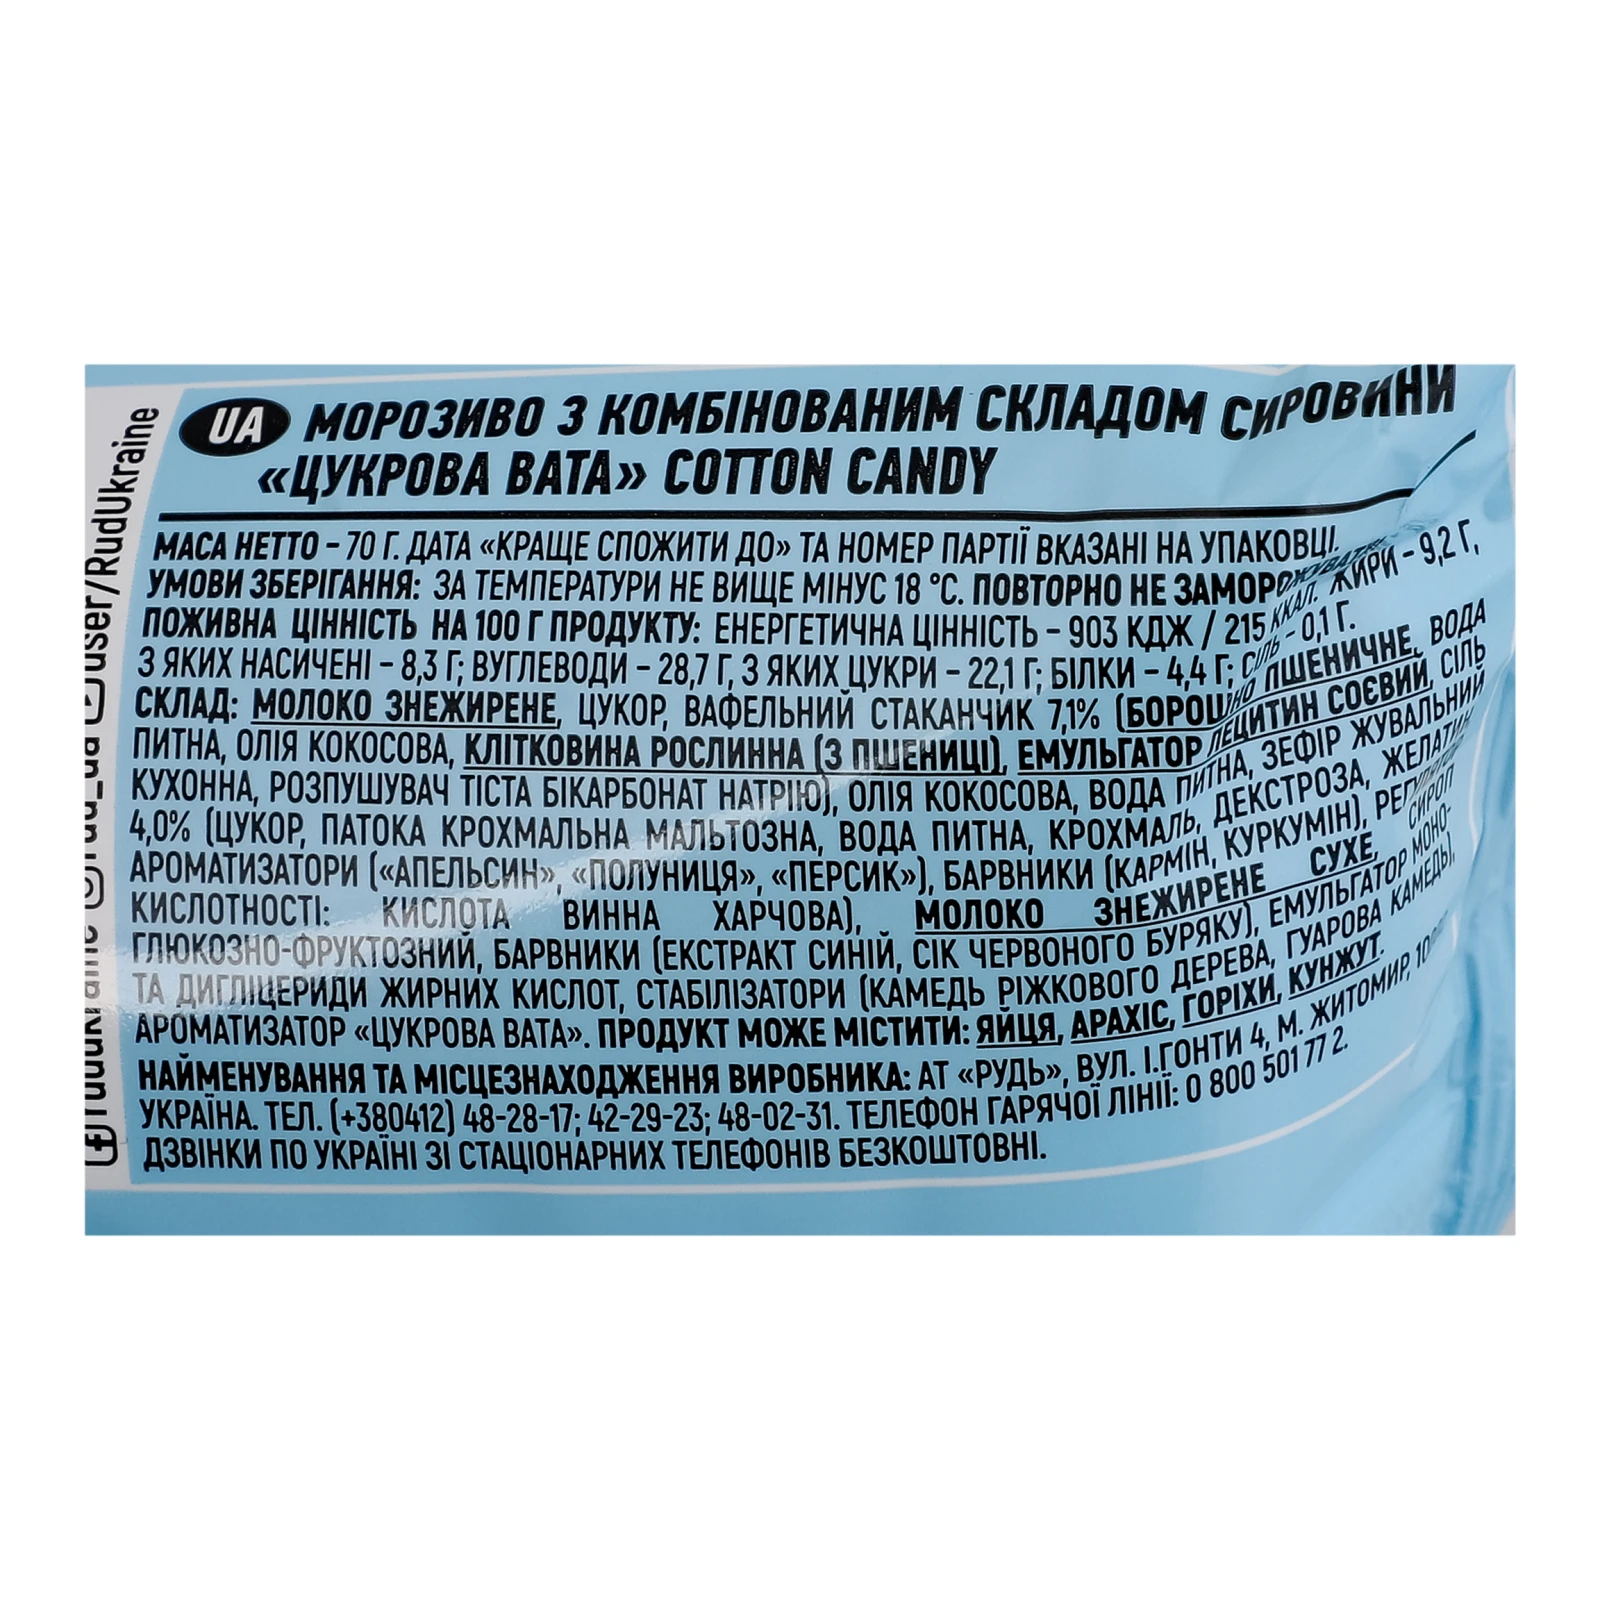 UA МОРОЗИВО З КОМБІНОВАНИМ СКЛАДОМ СИРОВИНИ
«ЦУКРОВА ВАТА» COTTON CANDY
МАСА НЕТТО – 70 Г. ДАТА «КРАЩЕ СПОЖИТИ ДО» ТА НОМЕР ПАРТІЇ ВКАЗАНІ НА УПАКОВЦІ.
УМОВИ ЗБЕРІГАННЯ: ЗА ТЕМПЕРАТУРИ НЕ ВИЩЕ МІНУС 18 °С. ПОВТОРНО НЕ ЗАМОРОЖУВАТИ.
ПОЖИВНА ЦІННІСТЬ НА 100 Г ПРОДУКТУ: ЕНЕРГЕТИЧНА ЦІННІСТЬ – 903 КДЖ / 215 ККАЛ. ЖИРИ – 9,2 Г,
З ЯКИХ НАСИЧЕНІ – 8,3 Г; ВУГЛЕВОДИ – 28,7 Г, З ЯКИХ ЦУКРИ – 22,1 Г; БІЛКИ – 4,4 Г; СІЛЬ – 0,1 Г.
СКЛАД: МОЛОКО ЗНЕЖИРЕНЕ, ЦУКОР, ВАФЕЛЬНИЙ СТАКАНЧИК 7,1% (БОРОШНО ПШЕНИЧНЕ, ВОДА
ПИТНА, ОЛІЯ КОКОСОВА, КЛІТКОВИНА РОСЛИННА (З ПШЕНИЦІ), ЕМУЛЬГАТОР ЛЕЦИТИН СОЄВИЙ, СІЛЬ
КУХОННА, РОЗПУШУВАЧ ТІСТА БІКАРБОНАТ НАТРІЮ), ОЛІЯ КОКОСОВА, ВОДА ПИТНА, ЗЕФІР ЖУВАЛЬНИЙ
4,0% (ЦУКОР, ПАТОКА КРОХМАЛЬНА МАЛЬТОЗНА, ВОДА ПИТНА, КРОХМАЛЬ, ДЕКСТРОЗА, ЖЕЛАТИН,
АРОМАТИЗАТОРИ («АПЕЛЬСИН», «ПОЛУНИЦЯ», «ПЕРСИК»), БАРВНИКИ (КАРМІН, КУРКУМІН), РЕГУЛЯТОР
КИСЛОТНОСТІ: КИСЛОТА ВИННА ХАРЧОВА), МОЛОКО ЗНЕЖИРЕНЕ СУХЕ, СИРОП
ГЛЮКОЗНО-ФРУКТОЗНИЙ, БАРВНИКИ (ЕКСТРАКТ СИНІЙ, СІК ЧЕРВОНОГО БУРЯКУ), ЕМУЛЬГАТОР МОНО-
ТА ДИГЛІЦЕРИДИ ЖИРНИХ КИСЛОТ, СТАБІЛІЗАТОРИ (КАМЕДЬ РІЖКОВОГО ДЕРЕВА, ГУАРОВА КАМЕДЬ),
АРОМАТИЗАТОР «ЦУКРОВА ВАТА». ПРОДУКТ МОЖЕ МІСТИТИ: ЯЙЦЯ, АРАХІС, ГОРІХИ, КУНЖУТ.
НАЙМЕНУВАННЯ ТА МІСЦЕЗНАХОДЖЕННЯ ВИРОБНИКА: АТ «РУДЬ», ВУЛ. І.ГОНТИ 4, М. ЖИТОМИР,
УКРАЇНА. ТЕЛ. (+380412) 48-28-17; 42-29-23; 48-02-31. ТЕЛЕФОН ГАРЯЧОЇ ЛІНІЇ: 0 800 501 77 2.
ДЗВІНКИ ПО УКРАЇНІ ЗІ СТАЦІОНАРНИХ ТЕЛЕФОНІВ БЕЗКОШТОВНІ.
user/RudUkraine